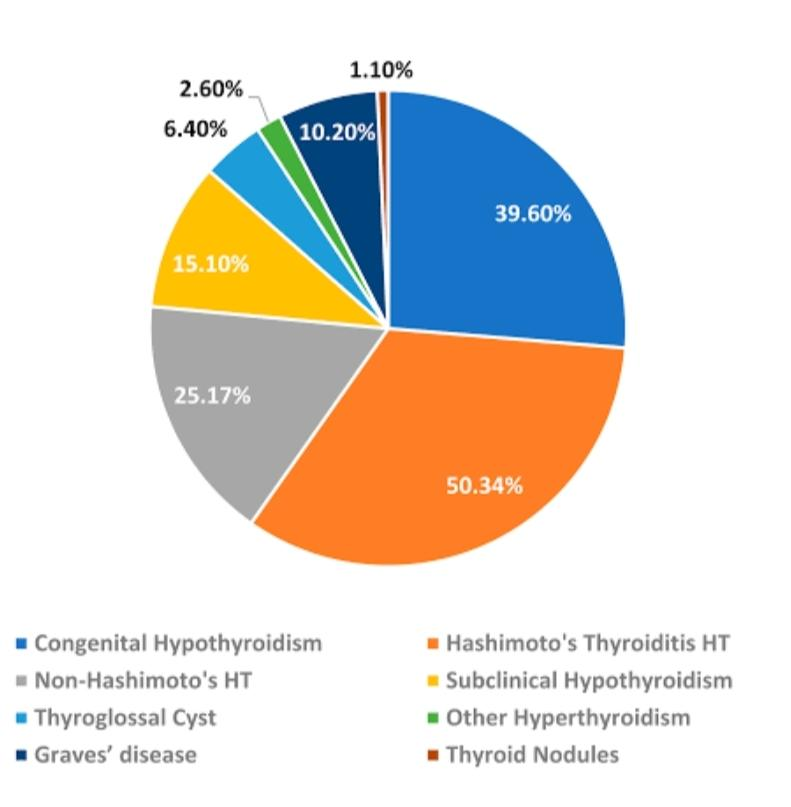 1.10%
2.60%
6.40%
10.20%
39.60%
15.10%
25.17%
50.34%
Congenital Hypothyroidism
Hashimoto's Thyroiditis HT
Non-Hashimoto's HT
Subclinical Hypothyroidism
Thyroglossal Cyst
Other Hyperthyroidism
Graves’ disease
Thyroid Nodules